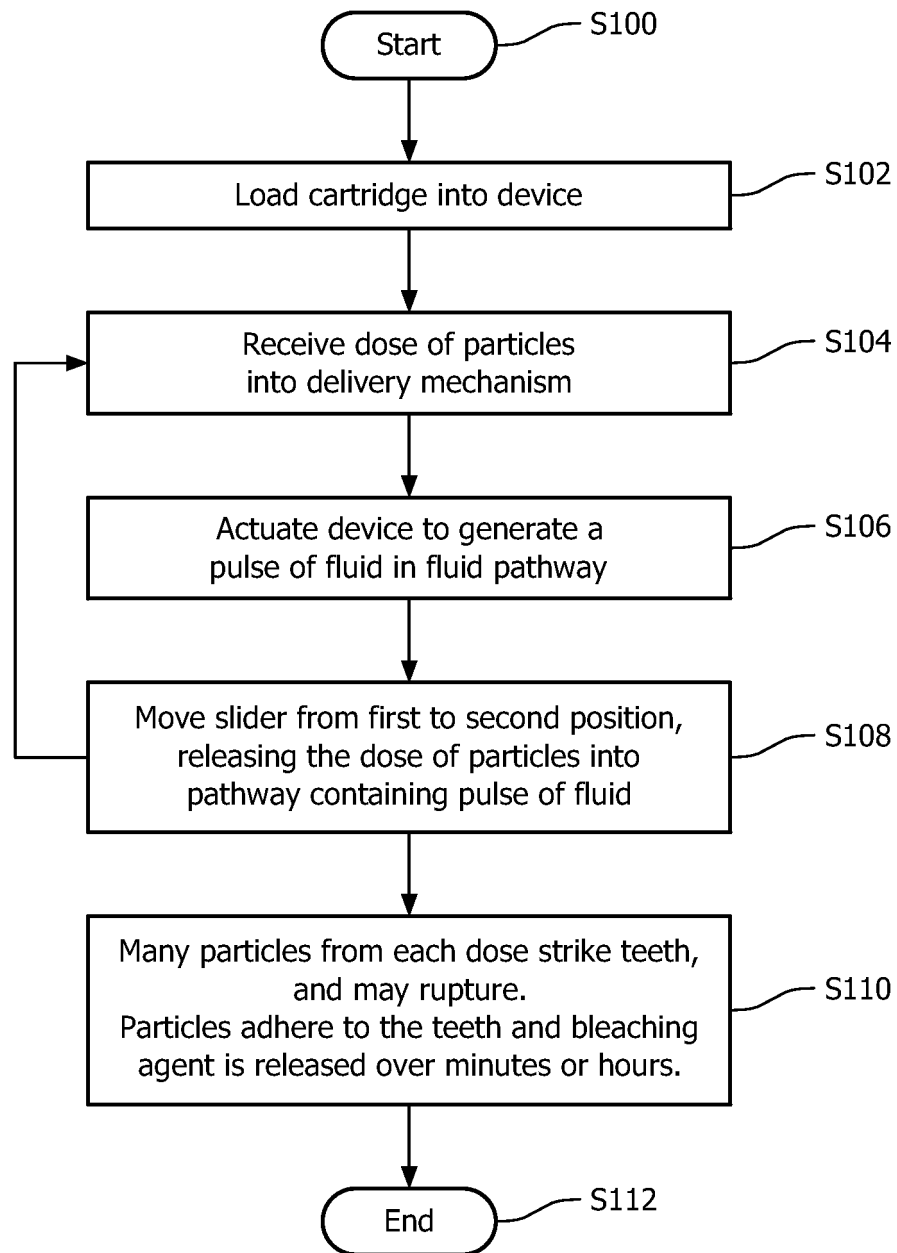 Start
S100
Load cartridge into device
S102
Receive dose of particles
into delivery mechanism
S104
Actuate device to generate a
pulse of fluid in fluid pathway
S106
Move slider from first to second position,
releasing the dose of particles into
pathway containing pulse of fluid
S108
Many particles from each dose strike teeth,
and may rupture.
Particles adhere to the teeth and bleaching
agent is released over minutes or hours.
S110
End
S112